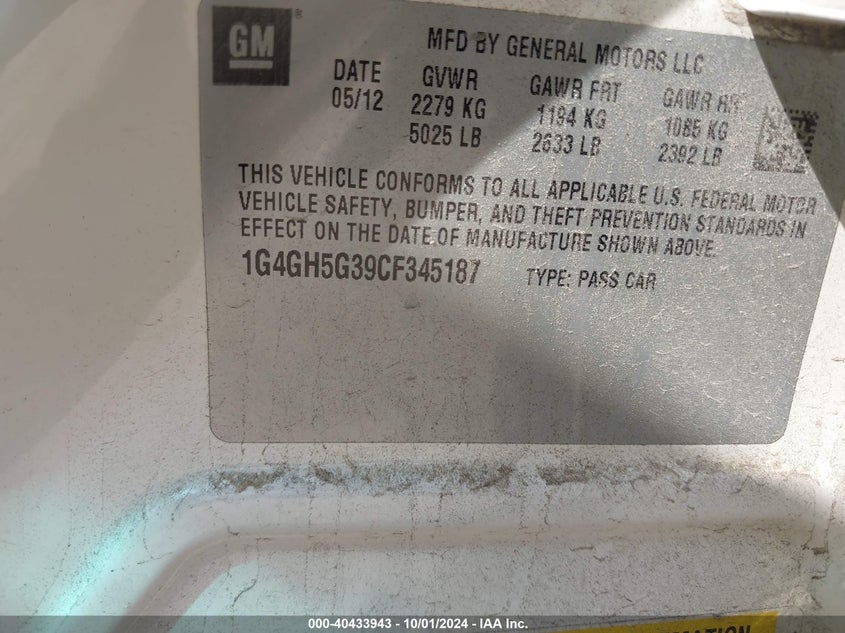 GM ®
MFD BY GENERAL MOTORS LLC
DATE GVWR GAWR FRT GAWR RR
05/12 2279 KG 1194 KG 1085 KG
5025 LB 2633 LB 2392 LB
THIS VEHICLE CONFORMS TO ALL APPLICABLE U.S. FEDERAL MOTOR
VEHICLE SAFETY, BUMPER, AND THEFT PREVENTION STANDARDS IN
EFFECT ON THE DATE OF MANUFACTURE SHOWN ABOVE.
1G4GH5G39CF345187 TYPE: PASS CAR
000-40433943 - 10/01/2024 - IAA Inc.